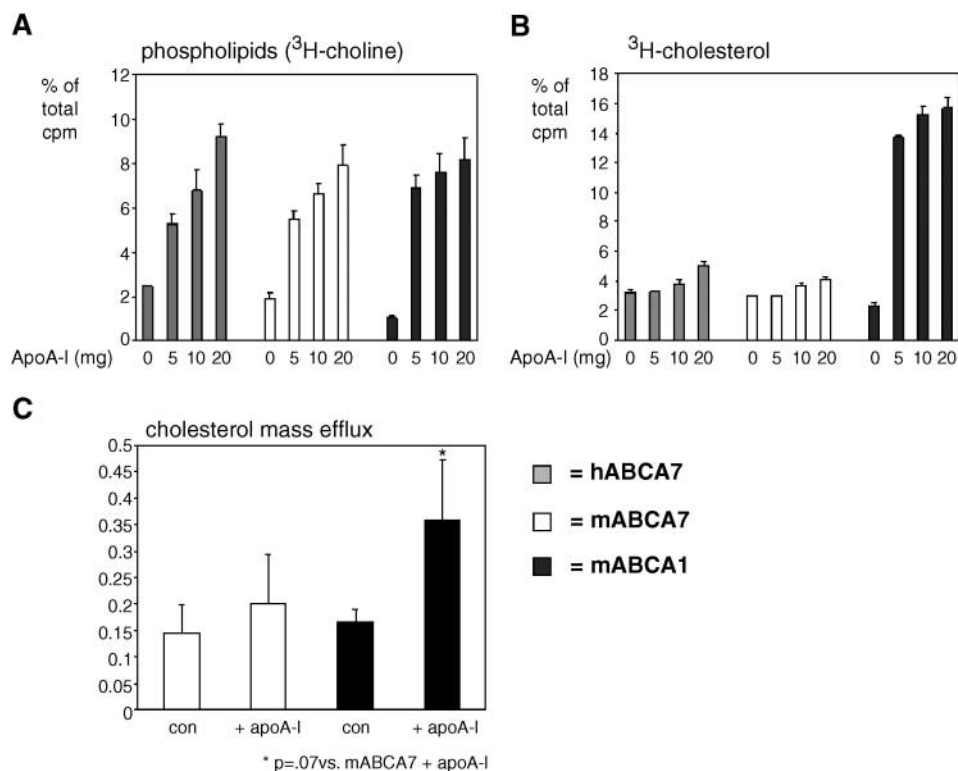 A
phospholipids (³H-choline)
% of
total
cpm
12
10
8
6
4
2
0
ApoA-I (mg) 0 5 10 20 0 5 10 20 0 5 10 20
B
³H-cholesterol
% of
total
cpm
18
16
14
12
10
8
6
4
2
0
ApoA-I (mg) 0 5 10 20 0 5 10 20 0 5 10 20
C
cholesterol mass efflux
0.5
0.45
0.4
0.35
0.3
0.25
0.2
0.15
0.1
0.05
0
*
con + apoA-I con + apoA-I
* p=.07vs. mABCA7 + apoA-I
= hABCA7
= mABCA7
= mABCA1